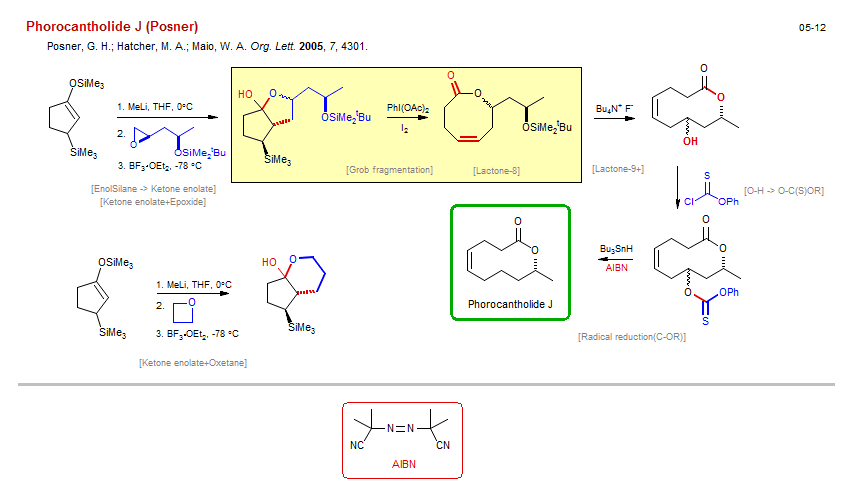 Phorocantholide J (Posner)
05-12
Posner, G. H.; Hatcher, M. A.; Maio, W. A. Org. Lett. 2005, 7, 4301.
OSiMe3
SiMe3
1. MeLi, THF, 0°C
2.
O
OSiMe2tBu
3. BF3•OEt2, -78 °C
[EnolSilane -> Ketone enolate]
[Ketone enolate+Epoxide]
HO
O
OSiMe2tBu
SiMe3
PhI(OAc)2
I2
[Grob fragmentation]
O
O
OSiMe2tBu
[Lactone-8]
Bu4N+ F-
[Lactone-9+]
O
O
OH
S
Cl
OPh
[O-H -> O-C(S)OR]
O
O
O
OPh
S
Bu3SnH
AIBN
[Radical reduction(C-OR)]
O
O
Phorocantholide J
OSiMe3
SiMe3
1. MeLi, THF, 0°C
2.
O
3. BF3•OEt2, -78 °C
[Ketone enolate+Oxetane]
HO
O
SiMe3
N=N
NC
CN
AIBN